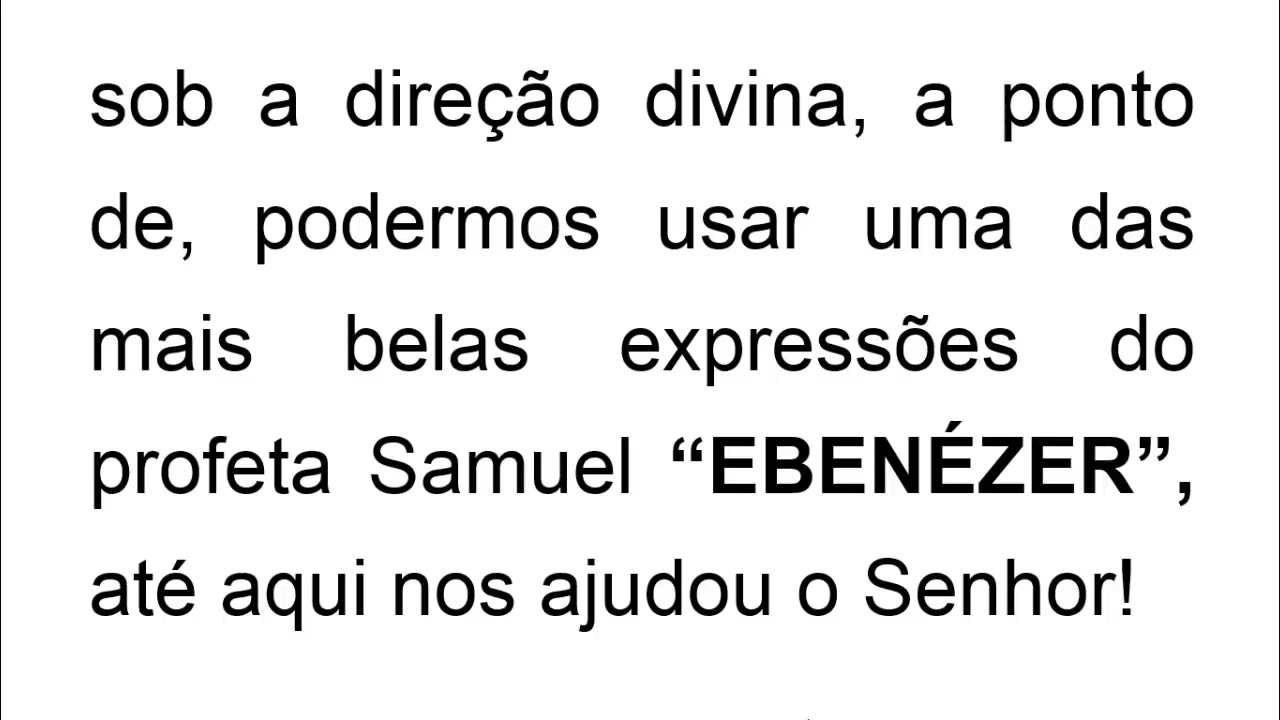 sob a direção divina, a ponto
de, podermos usar uma das
mais belas expressões do
profeta Samuel “EBENÉZER”,
até aqui nos ajudou o Senhor!